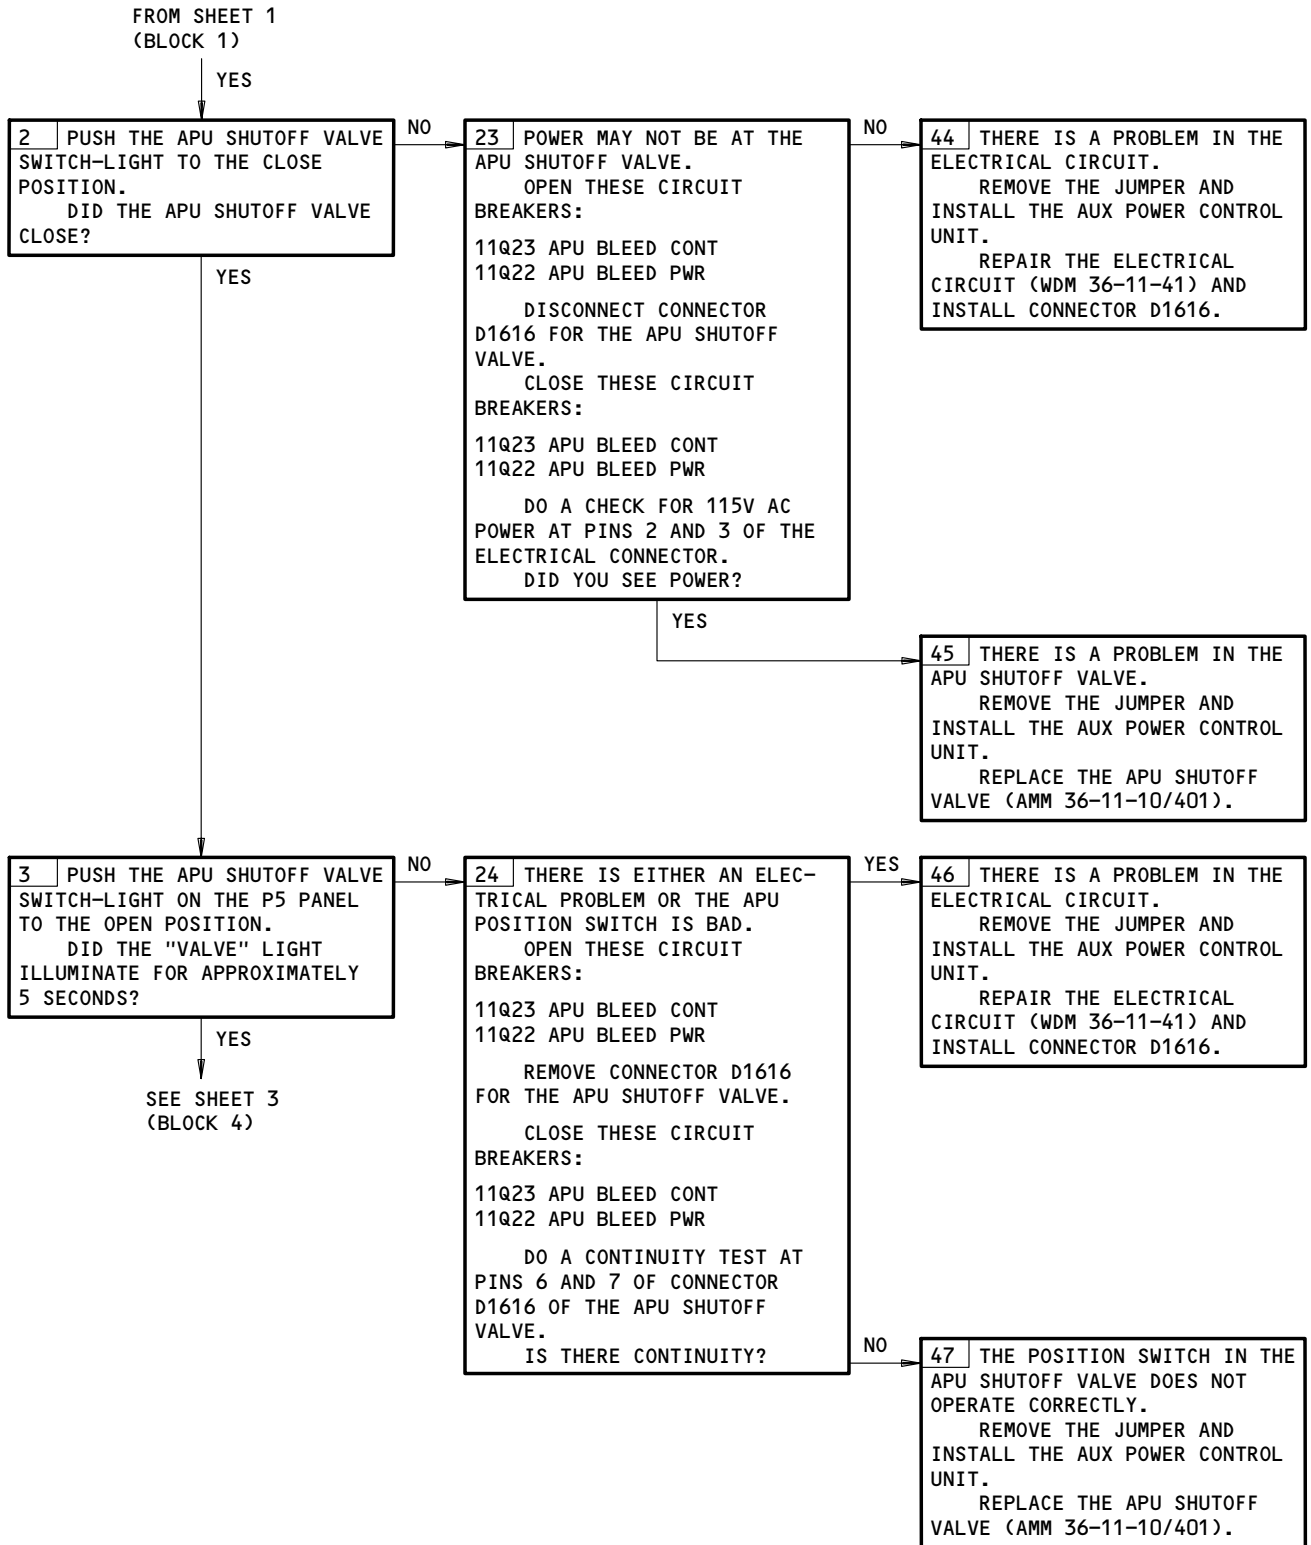 FROM SHEET 1
(BLOCK 1)
YES
2 PUSH THE APU SHUTOFF VALVE
SWITCH-LIGHT TO THE CLOSE
POSITION.
DID THE APU SHUTOFF VALVE
CLOSE?
NO
YES
23 POWER MAY NOT BE AT THE
APU SHUTOFF VALVE.
OPEN THESE CIRCUIT
BREAKERS:
11Q23 APU BLEED CONT
11Q22 APU BLEED PWR
DISCONNECT CONNECTOR
D1616 FOR THE APU SHUTOFF
VALVE.
CLOSE THESE CIRCUIT
BREAKERS:
11Q23 APU BLEED CONT
11Q22 APU BLEED PWR
DO A CHECK FOR 115V AC
POWER AT PINS 2 AND 3 OF THE
ELECTRICAL CONNECTOR.
DID YOU SEE POWER?
NO
YES
44 THERE IS A PROBLEM IN THE
ELECTRICAL CIRCUIT.
REMOVE THE JUMPER AND
INSTALL THE AUX POWER CONTROL
UNIT.
REPAIR THE ELECTRICAL
CIRCUIT (WDM 36-11-41) AND
INSTALL CONNECTOR D1616.
45 THERE IS A PROBLEM IN THE
APU SHUTOFF VALVE.
REMOVE THE JUMPER AND
INSTALL THE AUX POWER CONTROL
UNIT.
REPLACE THE APU SHUTOFF
VALVE (AMM 36-11-10/401).
3 PUSH THE APU SHUTOFF VALVE
SWITCH-LIGHT ON THE P5 PANEL
TO THE OPEN POSITION.
DID THE "VALVE" LIGHT
ILLUMINATE FOR APPROXIMATELY
5 SECONDS?
NO
YES
SEE SHEET 3
(BLOCK 4)
24 THERE IS EITHER AN ELEC-
TRICAL PROBLEM OR THE APU
POSITION SWITCH IS BAD.
OPEN THESE CIRCUIT
BREAKERS:
11Q23 APU BLEED CONT
11Q22 APU BLEED PWR
REMOVE CONNECTOR D1616
FOR THE APU SHUTOFF VALVE.
CLOSE THESE CIRCUIT
BREAKERS:
11Q23 APU BLEED CONT
11Q22 APU BLEED PWR
DO A CONTINUITY TEST AT
PINS 6 AND 7 OF CONNECTOR
D1616 OF THE APU SHUTOFF
VALVE.
IS THERE CONTINUITY?
YES
NO
46 THERE IS A PROBLEM IN THE
ELECTRICAL CIRCUIT.
REMOVE THE JUMPER AND
INSTALL THE AUX POWER CONTROL
UNIT.
REPAIR THE ELECTRICAL
CIRCUIT (WDM 36-11-41) AND
INSTALL CONNECTOR D1616.
47 THE POSITION SWITCH IN THE
APU SHUTOFF VALVE DOES NOT
OPERATE CORRECTLY.
REMOVE THE JUMPER AND
INSTALL THE AUX POWER CONTROL
UNIT.
REPLACE THE APU SHUTOFF
VALVE (AMM 36-11-10/401).